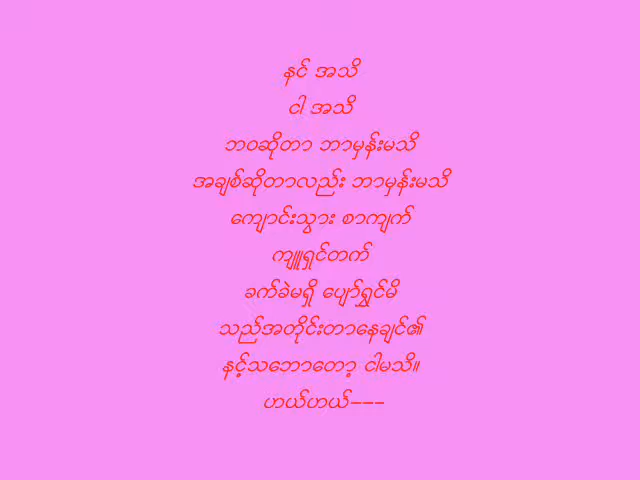 နင် အသိ
ငါ အသိ
ဘဝဆိုတာ ဘာမှန်းမသိ
အချစ်ဆိုတာလည်း ဘာမှန်းမသိ
ကျောင်းသွား စာကျက်
ကျူရှင်တက်
ခက်ခဲမရှိ ပျော်ရွှင်မိ
သည်အတိုင်းတာနေချင်၏
နင့်သဘောတော့ ငါမသိ။
ဟယ်ဟယ်---